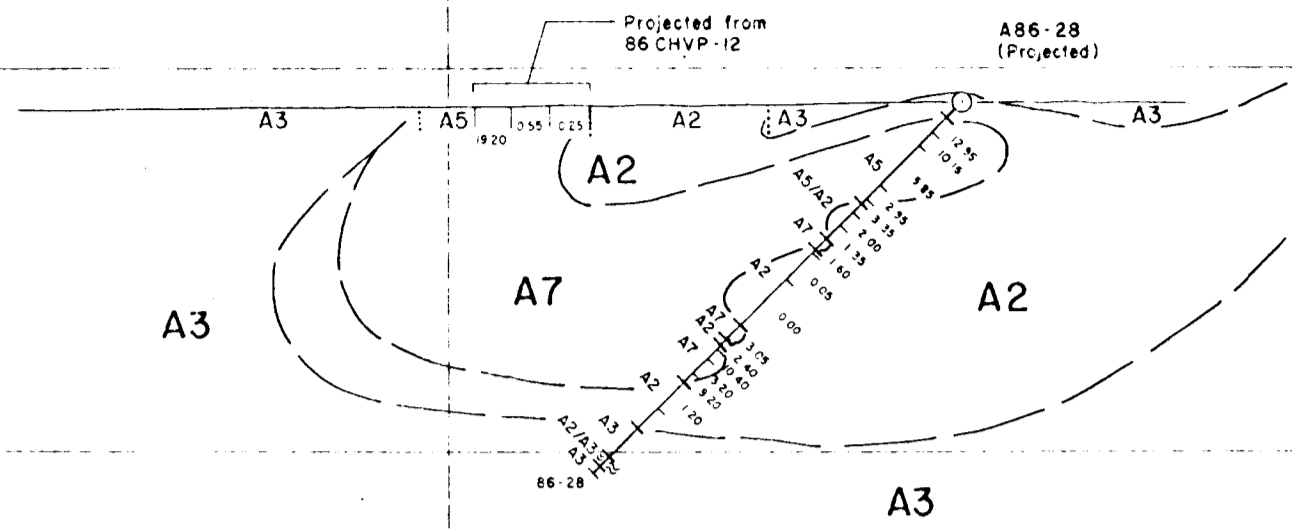 Projected from
86 CHVP-12
A86-28
(Projected)
A3
A5
19.20
0.55
0.25
A2
A3
A3
A2
A5
12.95
10.15
5.85
A5/A2
2.95
3.35
2.00
1.35
A7
1.60
A2
0.05
0.00
A7
A3
A2
A7
A2
3.05
2.40
10.40
A7
3.20
9.20
A2
1.20
A3
A2/A3
A3
86-28
A3